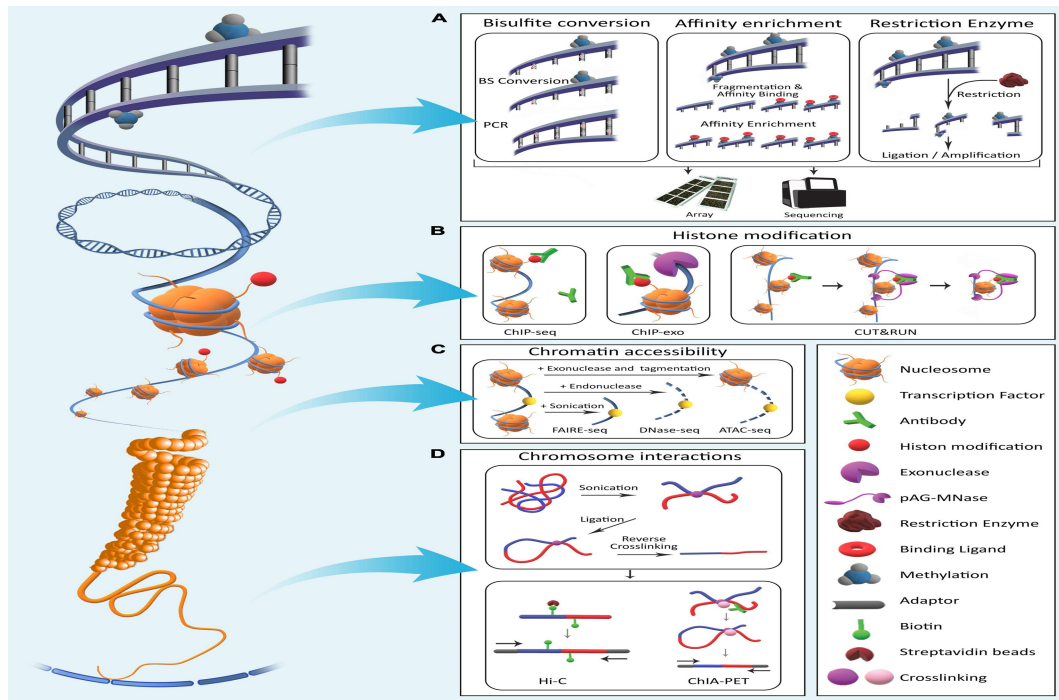 A
Bisulfite conversion
BS Conversion
PCR
Affinity enrichment
Fragmentation &
Affinity Binding
Affinity Enrichment
Restriction Enzyme
Restriction
Ligation / Amplification
Array
Sequencing
B
Histone modification
ChIP-seq
ChIP-exo
CUT&RUN
C
Chromatin accessibility
+ Exonuclease and tagmentation
+ Endonuclease
+ Sonication
FAIRE-seq
DNase-seq
ATAC-seq
D
Chromosome interactions
Sonication
Ligation
Reverse
Crosslinking
Hi-C
ChIA-PET
Nucleosome
Transcription Factor
Antibody
Histon modification
Exonuclease
pAG-MNase
Restriction Enzyme
Binding Ligand
Methylation
Adaptor
Biotin
Streptavidin beads
Crosslinking